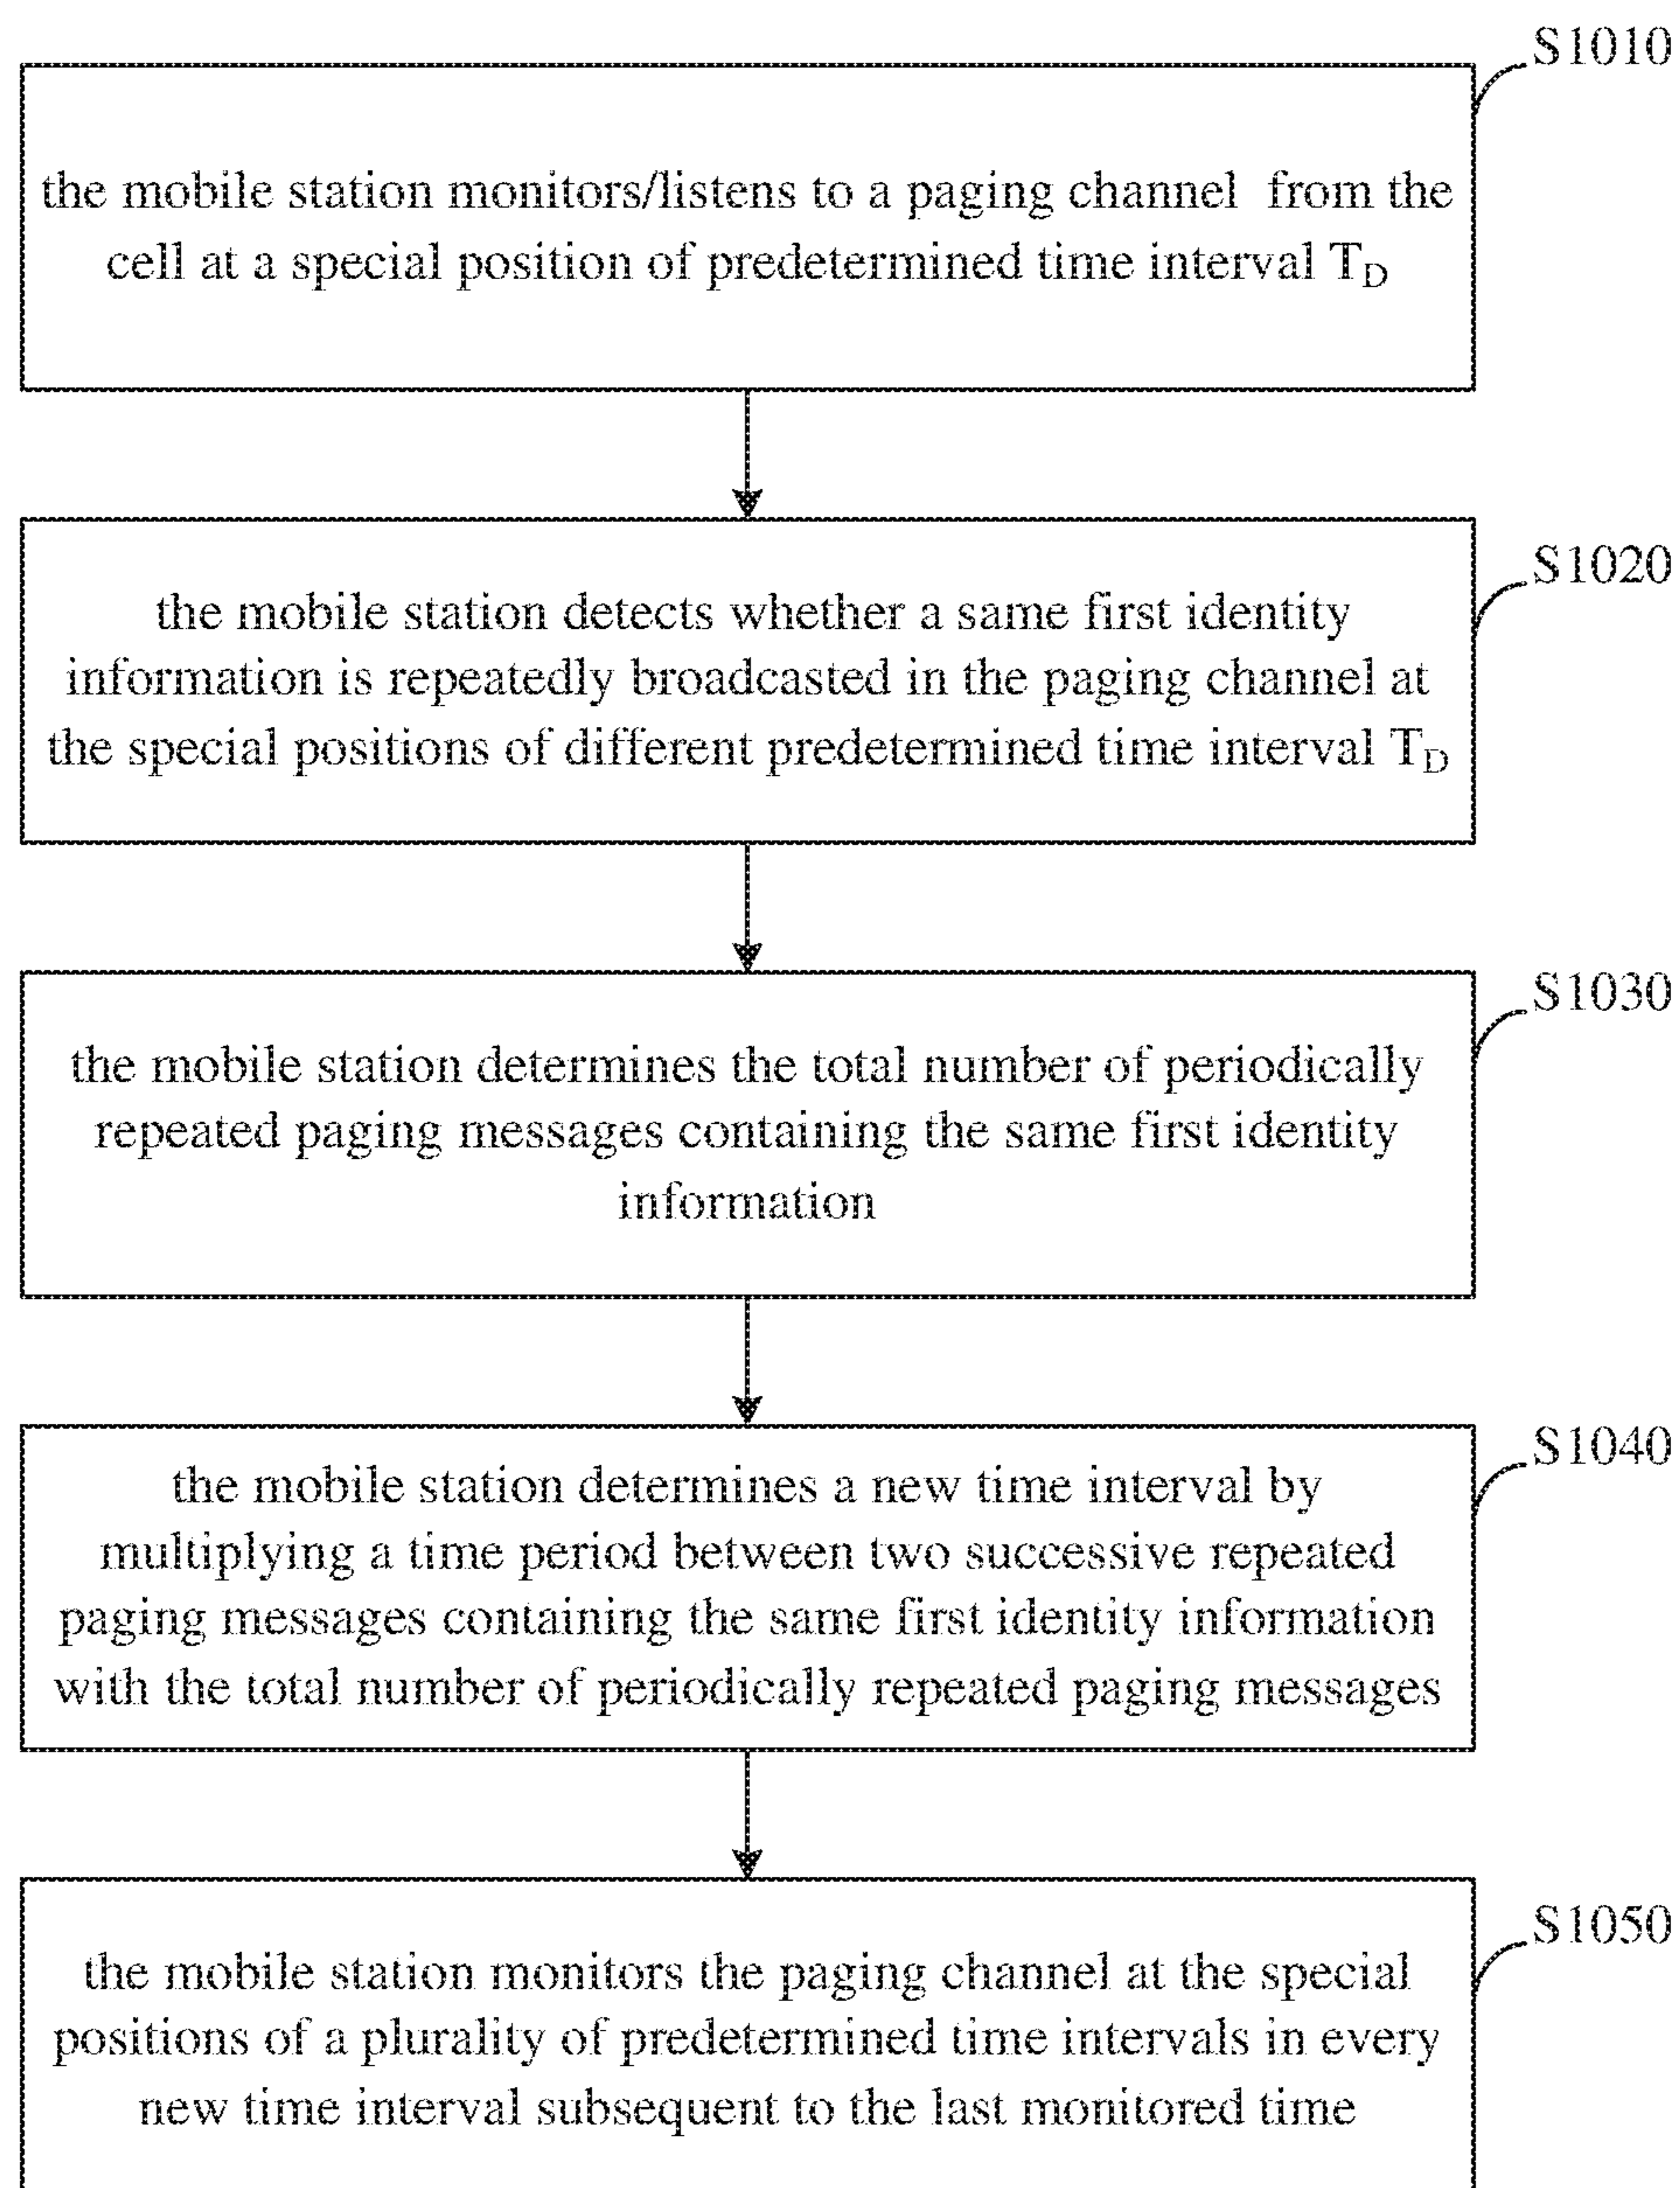 S1010
the mobile station monitors/listens to a paging channel from the
cell at a special position of predetermined time interval T_D
S1020
the mobile station detects whether a same first identity
information is repeatedly broadcasted in the paging channel at
the special positions of different predetermined time interval T_D
S1030
the mobile station determines the total number of periodically
repeated paging messages containing the same first identity
information
S1040
the mobile station determines a new time interval by
multiplying a time period between two successive repeated
paging messages containing the same first identity information
with the total number of periodically repeated paging messages
S1050
the mobile station monitors the paging channel at the special
positions of a plurality of predetermined time intervals in every
new time interval subsequent to the last monitored time